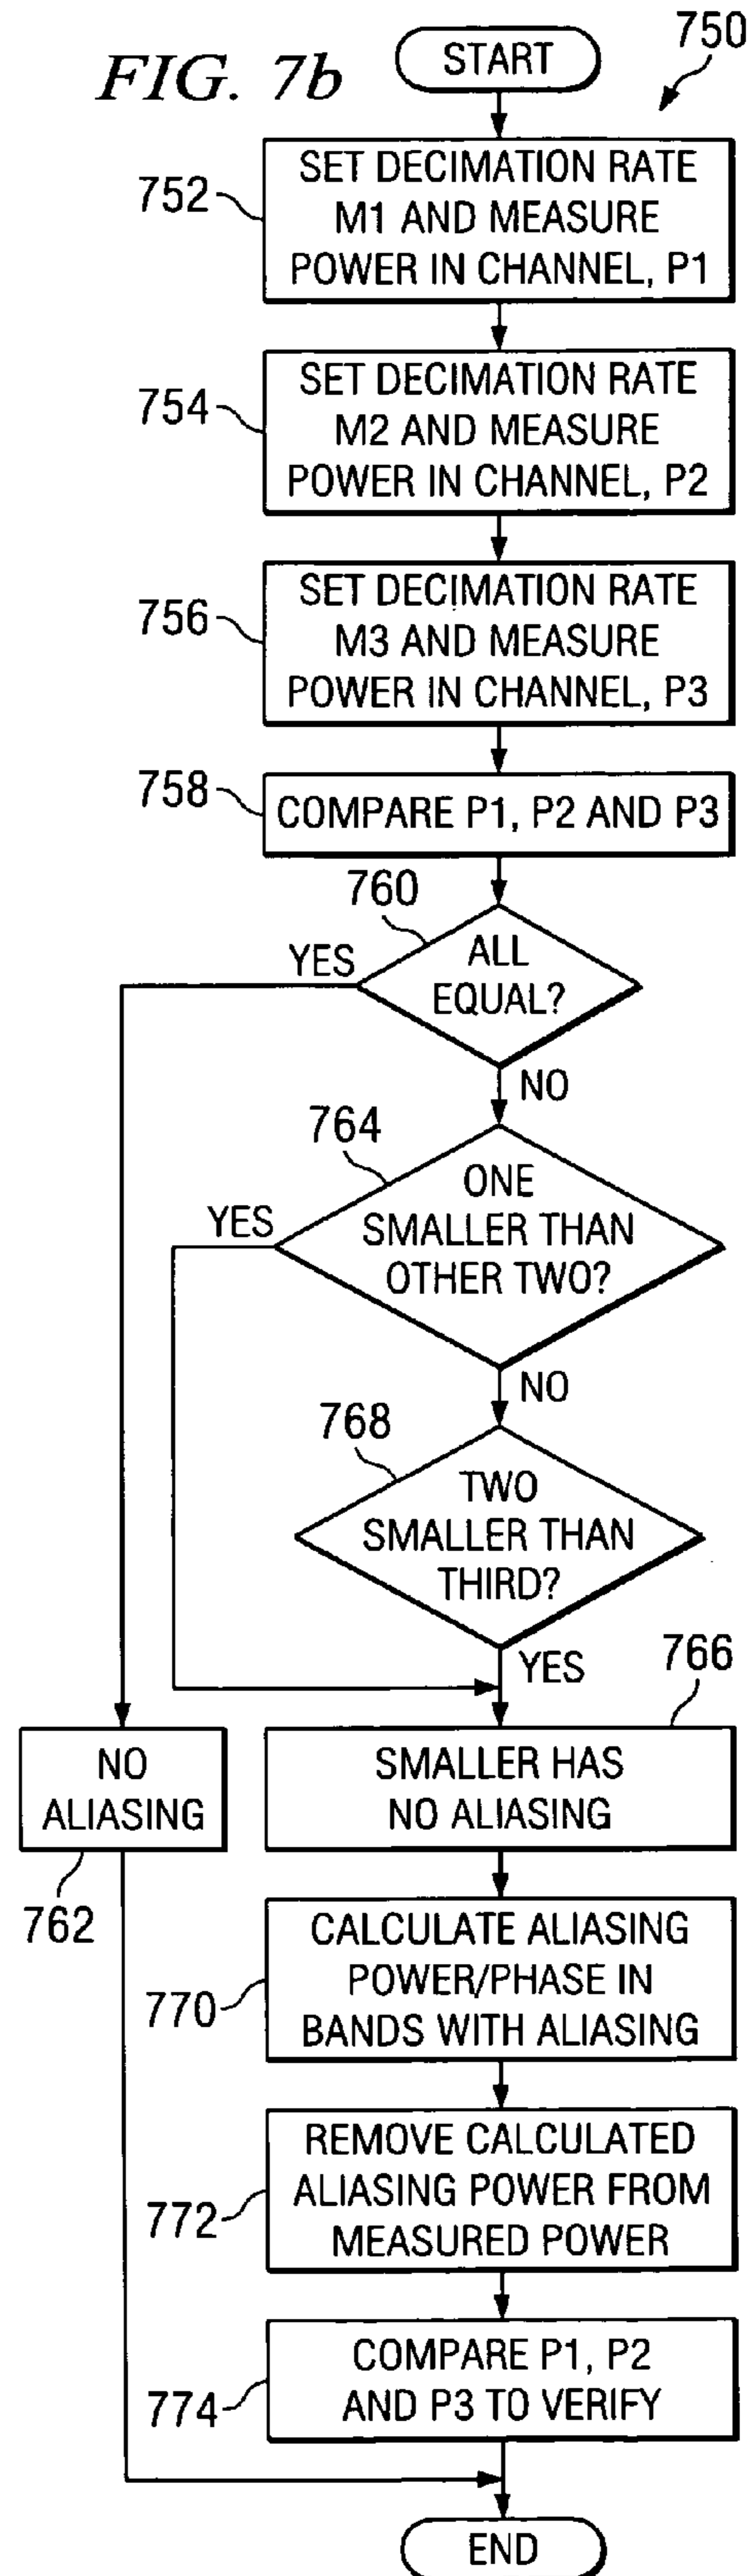 FIG. 7b
750
START
752
SET DECIMATION RATE
M1 AND MEASURE
POWER IN CHANNEL, P1
754
SET DECIMATION RATE
M2 AND MEASURE
POWER IN CHANNEL, P2
756
SET DECIMATION RATE
M3 AND MEASURE
POWER IN CHANNEL, P3
758
COMPARE P1, P2 AND P3
760
YES
ALL
EQUAL?
NO
764
YES
ONE
SMALLER THAN
OTHER TWO?
NO
768
TWO
SMALLER THAN
THIRD?
YES
766
NO
ALIASING
762
SMALLER HAS
NO ALIASING
770
CALCULATE ALIASING
POWER/PHASE IN
BANDS WITH ALIASING
772
REMOVE CALCULATED
ALIASING POWER FROM
MEASURED POWER
774
COMPARE P1, P2
AND P3 TO VERIFY
END